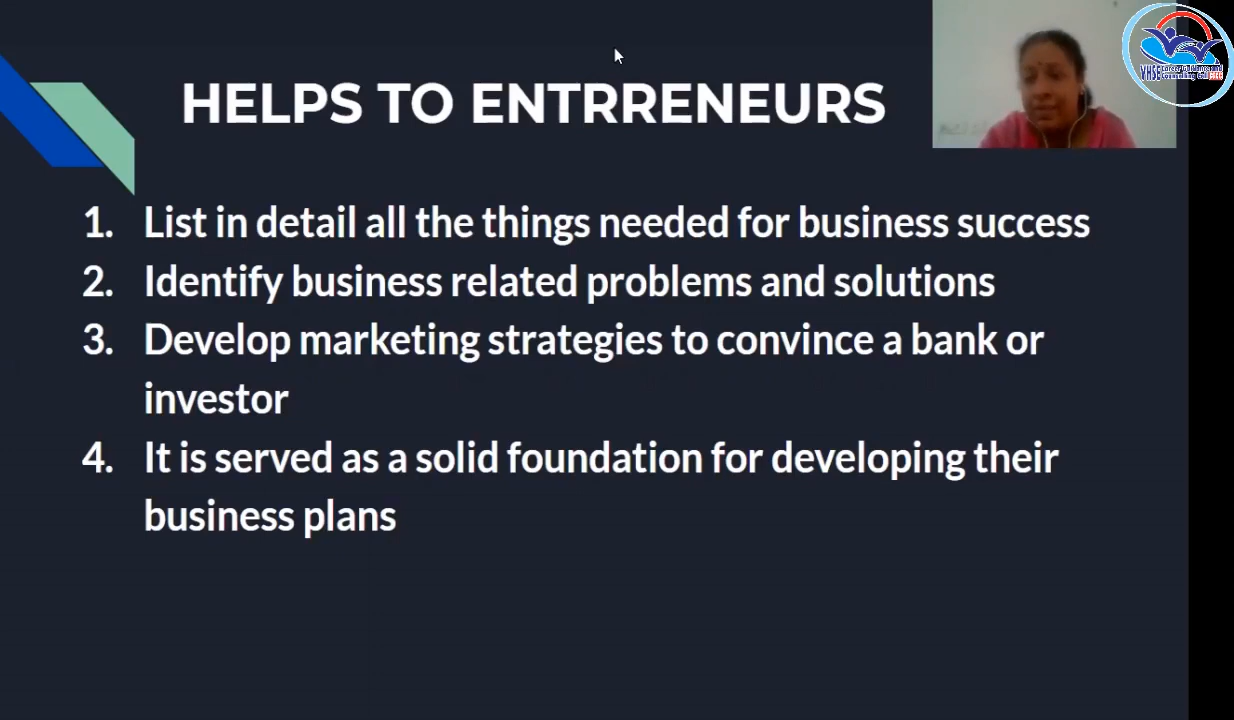 HELPS TO ENTRRENEURS
1. List in detail all the things needed for business success
2. Identify business related problems and solutions
3. Develop marketing strategies to convince a bank or
investor
4. It is served as a solid foundation for developing their
business plans
VHSE